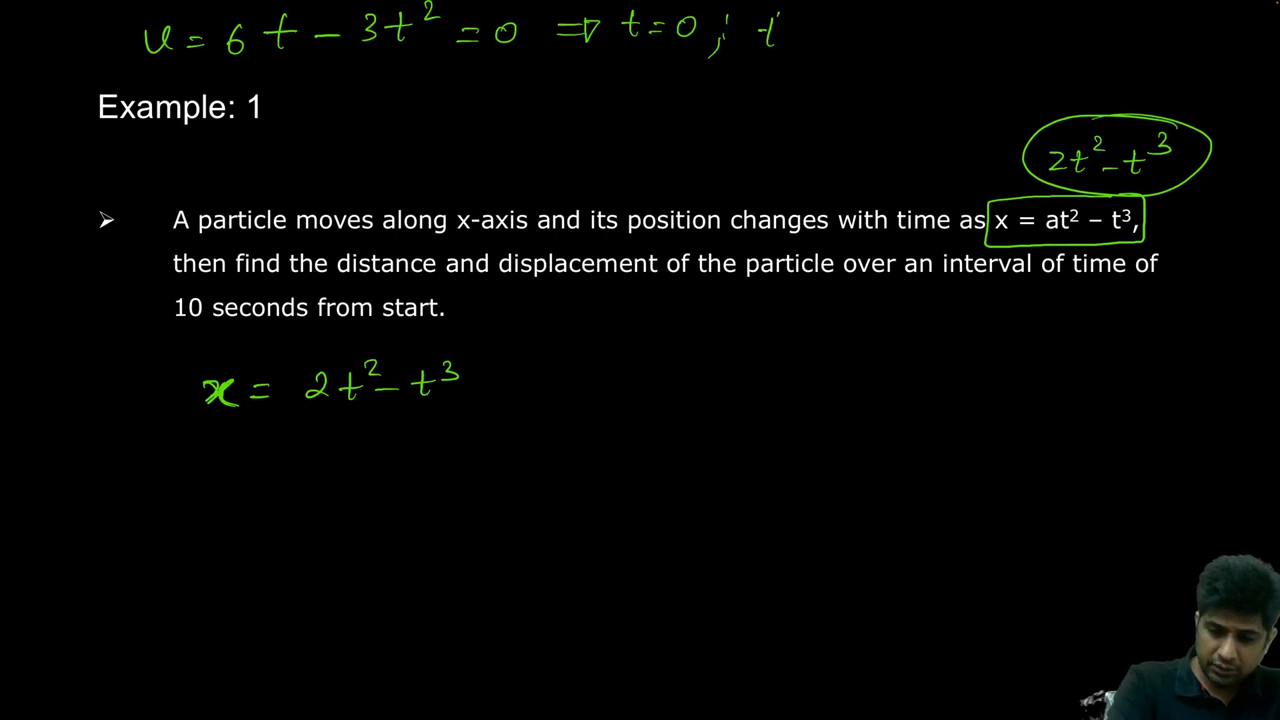 u = 6t - 3t² = 0 ⇒ t = 0 ; t
Example: 1
2t² - t³
➢ A particle moves along x-axis and its position changes with time as x = at² – t³,
then find the distance and displacement of the particle over an interval of time of
10 seconds from start.
x = 2t² - t³